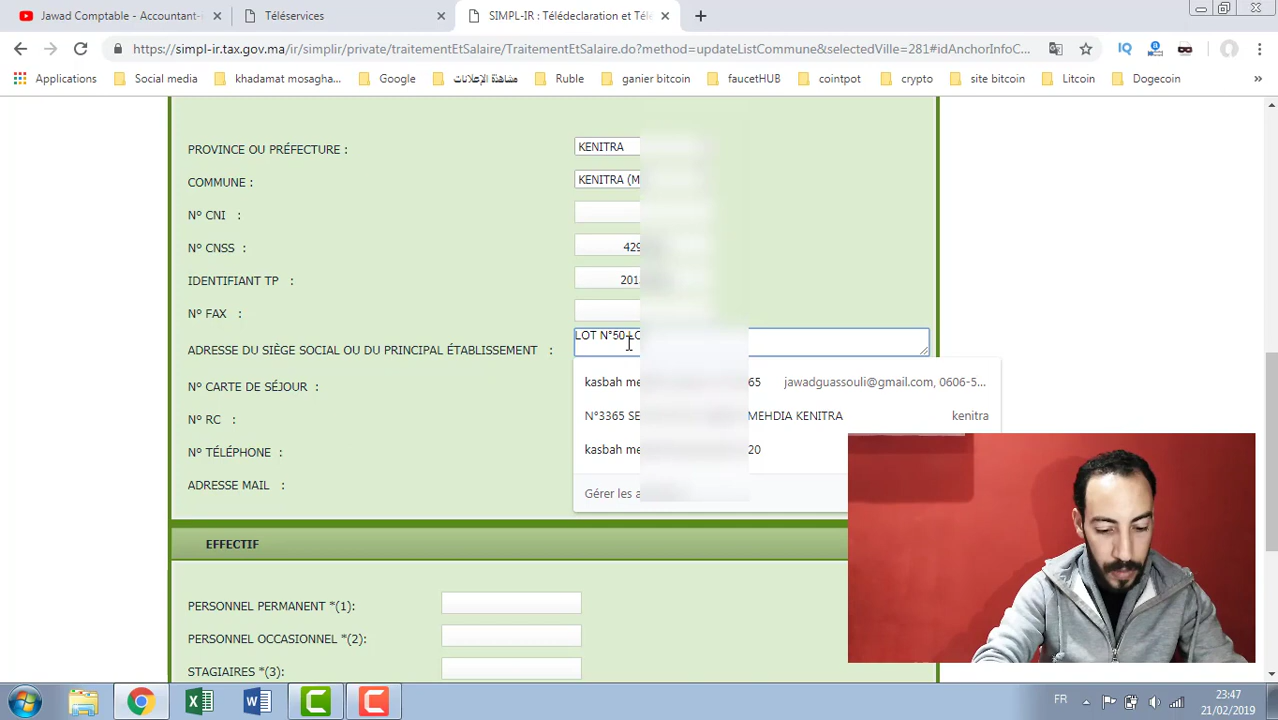 Jawad Comptable - Accountant-
Téléservices
SIMPL-IR : Télédeclaration et Tél
https://simpl-ir.tax.gov.ma/ir/simplir/private/traitementEtSalaire/TraitementEtSalaire.do?method=updateListCommune&selectedVille=281#idAnchorInfoC...
IQ
Applications
Social media
khadamat mosagha...
Google
مشاهدة الإعلانات
Ruble
ganier bitcoin
faucetHUB
cointpot
crypto
site bitcoin
Litcoin
Dogecoin
»
PROVINCE OU PRÉFECTURE :
KENITRA
COMMUNE :
KENITRA (M
N° CNI :
N° CNSS :
429
IDENTIFIANT TP :
201
N° FAX :
ADRESSE DU SIÈGE SOCIAL OU DU PRINCIPAL ÉTABLISSEMENT :
LOT N°50 LO
kasbah me 65 jawadguassouli@gmail.com, 0606-5...
N° CARTE DE SÉJOUR :
N°3365 SE MEHDIA KENITRA kenitra
N° RC :
kasbah me 20
N° TÉLÉPHONE :
ADRESSE MAIL :
Gérer les a
EFFECTIF
PERSONNEL PERMANENT *(1):
PERSONNEL OCCASIONNEL *(2):
STAGIAIRES *(3):
FR
23:47
21/02/2019